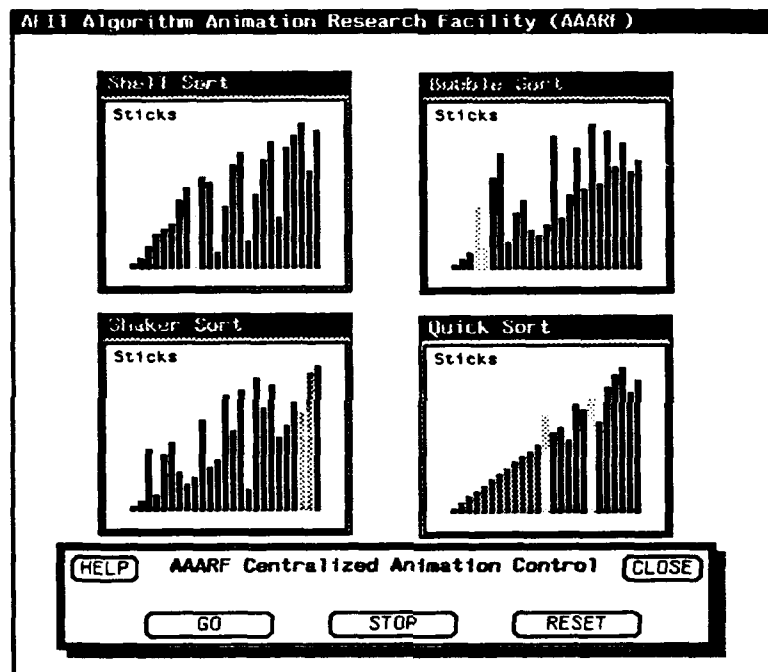 AFIT Algorithm Animation Research Facility (AAARF)
Shell Sort
Sticks
Bubble Sort
Sticks
Shaker Sort
Sticks
Quick Sort
Sticks
HELP
AAARF Centralized Animation Control
CLOSE
GO
STOP
RESET